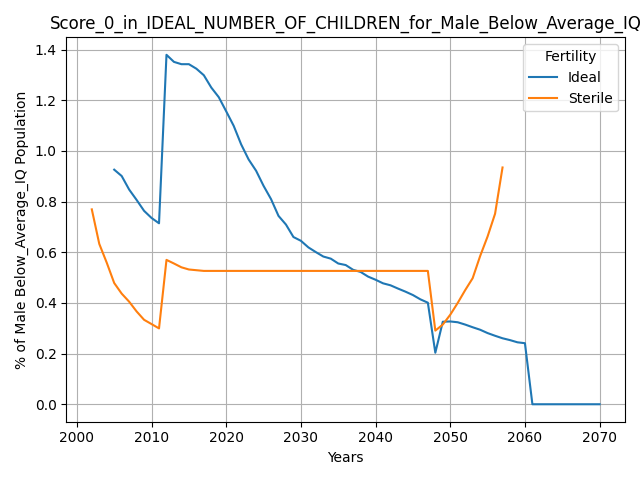 Score_0_in_IDEAL_NUMBER_OF_CHILDREN_for_Male_Below_Average_IQ
% of Male Below_Average_IQ Population
1.4
1.2
1.0
0.8
0.6
0.4
0.2
0.0
Fertility
Ideal
Sterile
2000 2010 2020 2030 2040 2050 2060 2070
Years